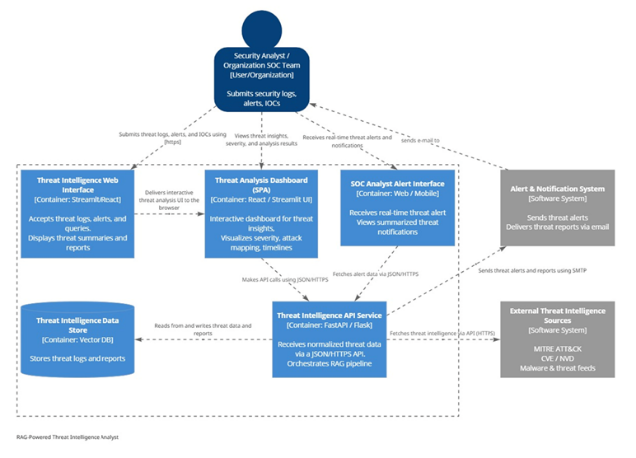 Security Analyst /
Organization SOC Team
[User/Organization]
Submits security logs,
alerts, IOCs
Submits threat logs, alerts, and IOCs using
[https]
Views threat insights,
severity, and analysis results
Receives real-time threat alerts and
notifications
Sends e-mail to
Threat Intelligence Web
Interface
[Container: Streamlit/React]
Accepts threat logs, alerts, and
queries.
Displays threat summaries and
reports
Delivers interactive
threat analysis UI to the
browser
Threat Analysis Dashboard
(SPA)
[Container: React / Streamlit UI]
Interactive dashboard for threat
insights.
Visualizes severity, attack
mapping, timelines
SOC Analyst Alert Interface
[Container: Web / Mobile]
Receives real-time threat alert
Views summarized threat
notifications
Alert & Notification System
[Software System]
Sends threat alerts
Delivers threat reports via email
Makes API calls using JSON/HTTPS
Fetches alert data via JSON/HTTPS
Sends threat alerts and reports using SMTP
Threat Intelligence Data
Store
[Container: Vector DB]
Stores threat logs and reports
Reads from and writes threat data and
reports
Threat Intelligence API Service
[Container: FastAPI / Flask]
Receives normalized threat data
via a JSON/HTTPS API.
Orchestrates RAG pipeline
Fetches threat intelligence via API (HTTPS)
External Threat Intelligence
Sources
[Software System]
MITRE ATT&CK
CVE / NVD
Malware & threat feeds
RAG-Powered Threat Intelligence Analyst